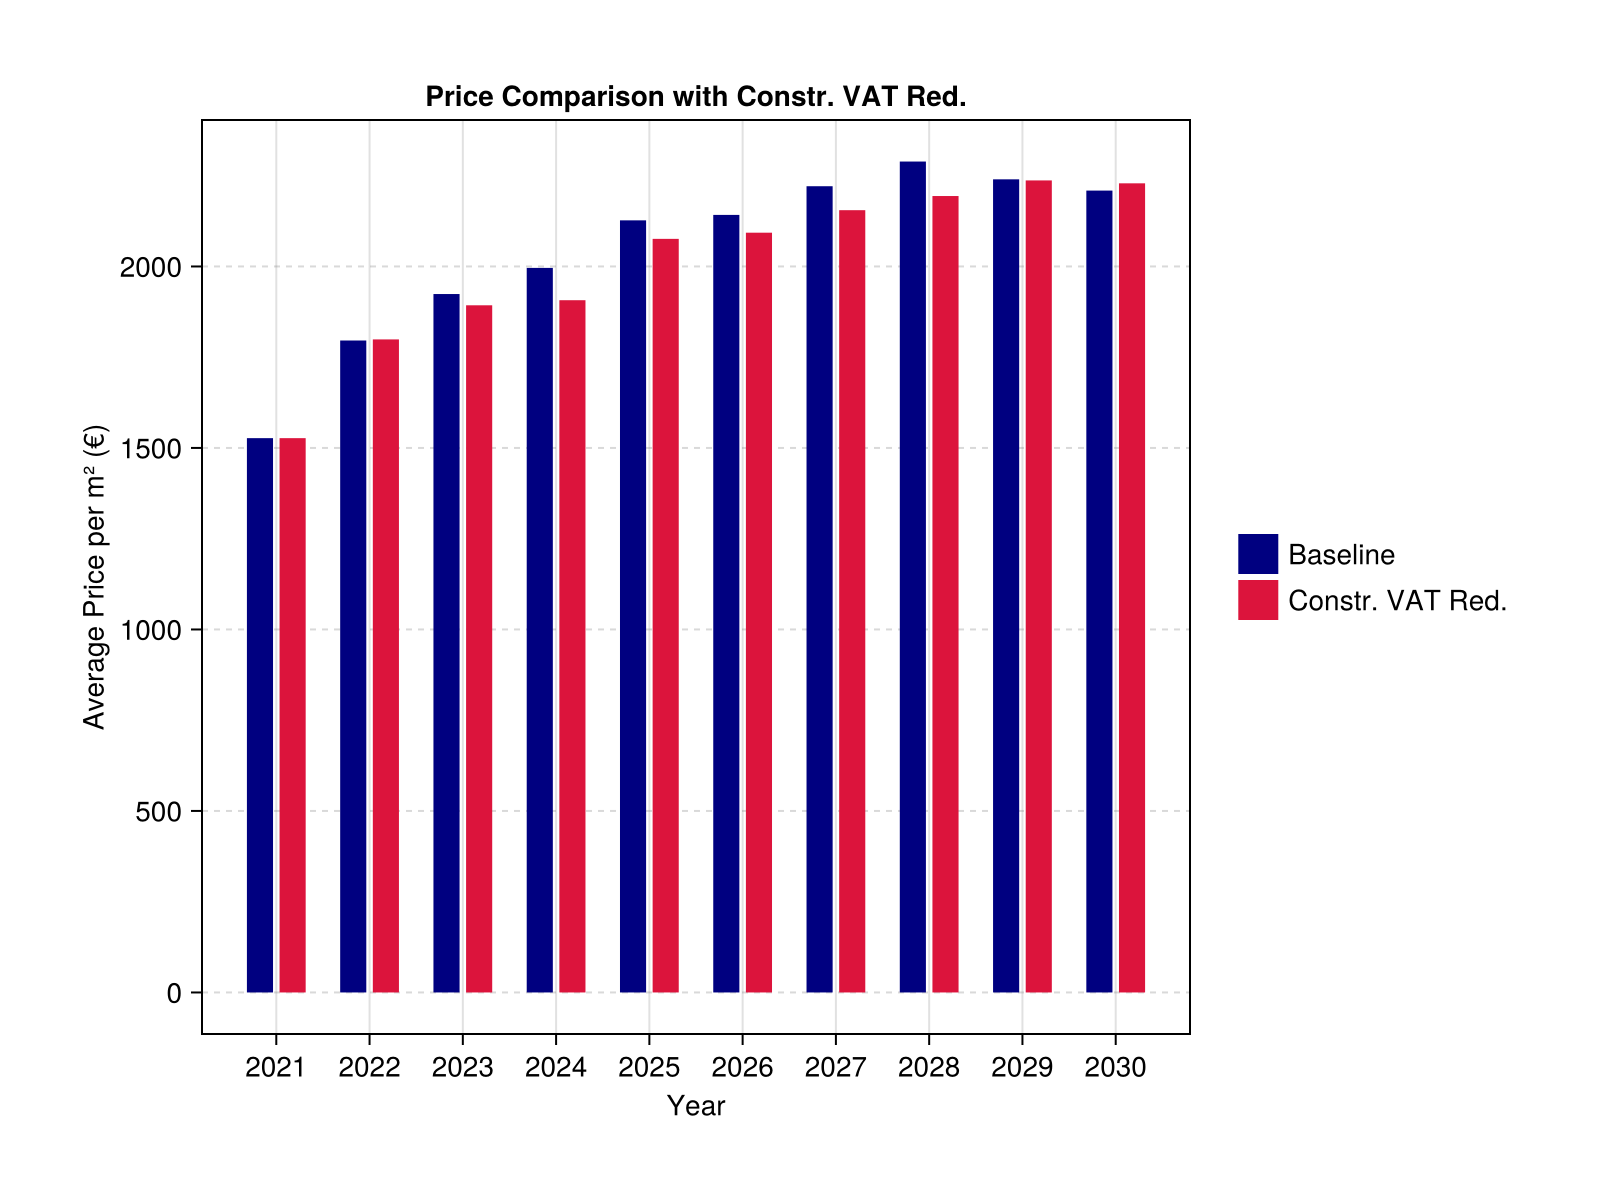 Price Comparison with Constr. VAT Red.
Average Price per m² (€)
2000
1500
1000
500
0
2021 2022 2023 2024 2025 2026 2027 2028 2029 2030
Year
Baseline
Constr. VAT Red.